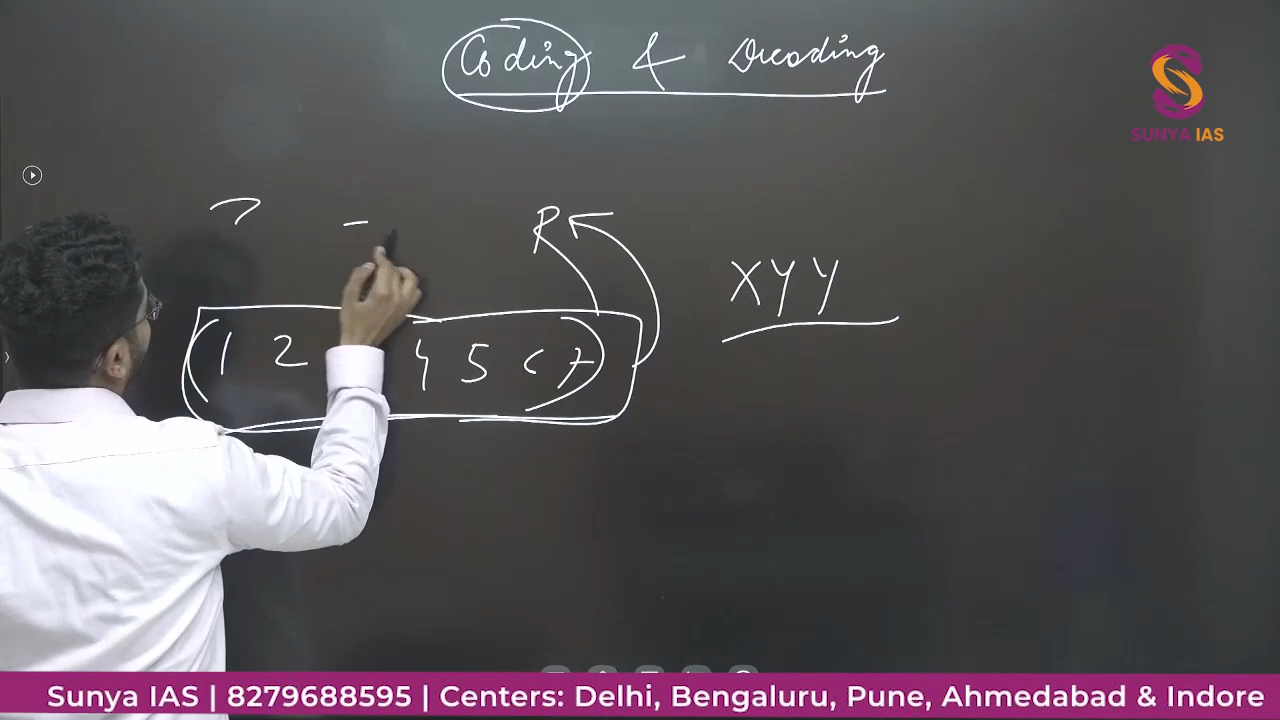 Coding & Decoding
SUNYA IAS
R
XYY
(1 2 4 5 6 7)
Sunya IAS | 8279688595 | Centers: Delhi, Bengaluru, Pune, Ahmedabad & Indore